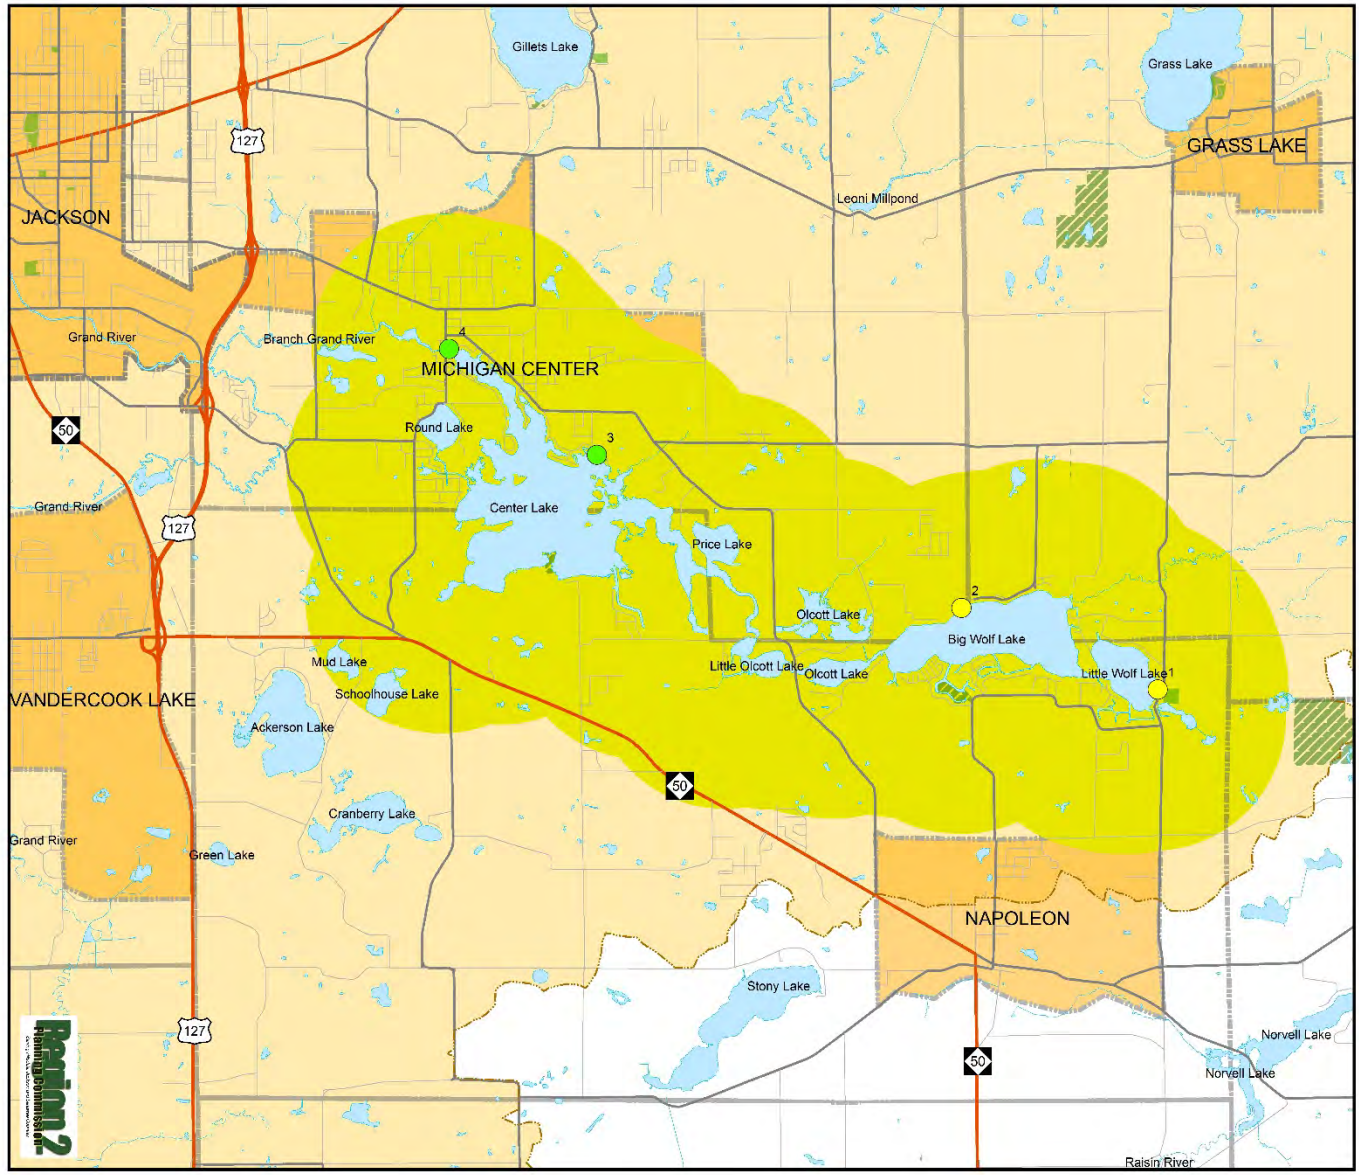 Gillets Lake
Grass Lake
127
GRASS LAKE
Leoni Millpond
JACKSON
4
Grand River
Branch Grand River
MICHIGAN CENTER
50
Round Lake
3
Grand River
Center Lake
127
Price Lake
2
Olcott Lake
Big Wolf Lake
Mud Lake
Little Olcott Lake
Olcott Lake
Little Wolf Lake
1
Schoolhouse Lake
VANDERCOOK LAKE
Ackerson Lake
50
Cranberry Lake
Grand River
Green Lake
NAPOLEON
Stony Lake
127
Region 2
Planning Commission
50
Norvell Lake
Norvell Lake
Raisin River